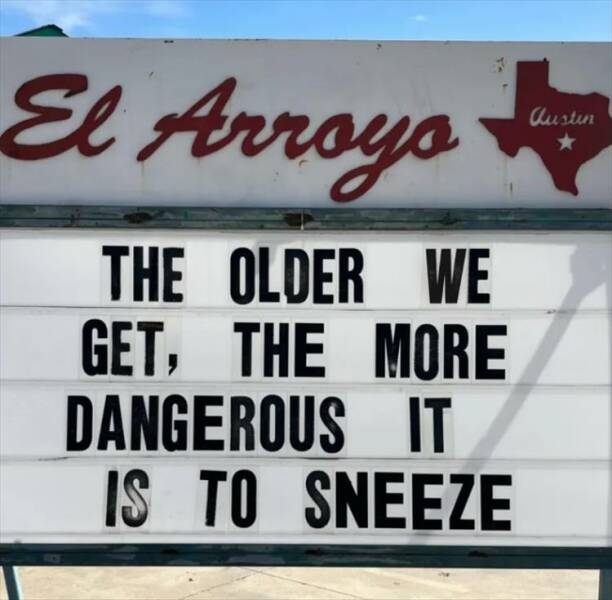 El Arroyo
Austin
THE OLDER WE
GET, THE MORE
DANGEROUS IT
IS TO SNEEZE